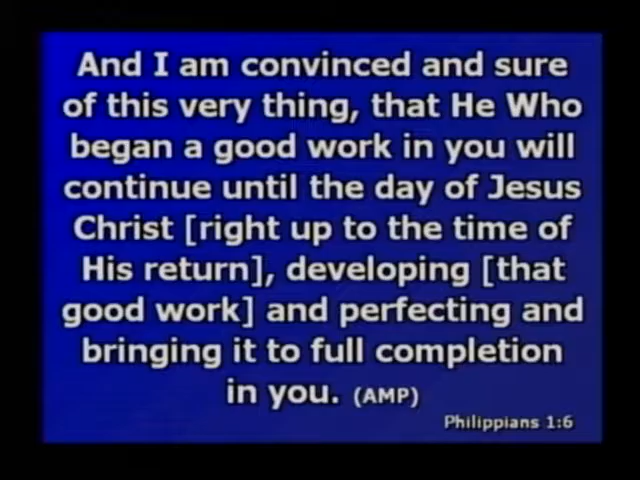 And I am convinced and sure
of this very thing, that He Who
began a good work in you will
continue until the day of Jesus
Christ [right up to the time of
His return], developing [that
good work] and perfecting and
bringing it to full completion
in you. (AMP)
Philippians 1:6